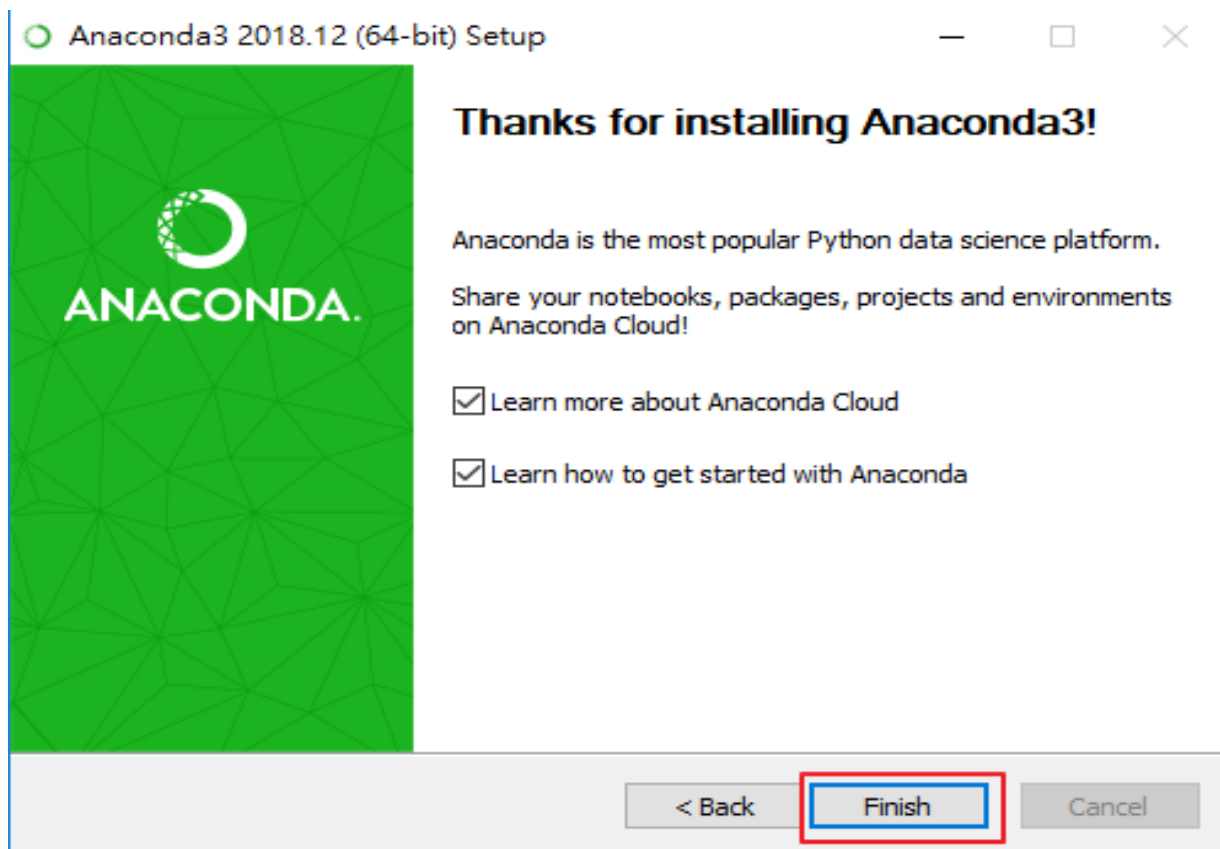 Anaconda3 2018.12 (64-bit) Setup
Thanks for installing Anaconda3!
ANACONDA.
Anaconda is the most popular Python data science platform.
Share your notebooks, packages, projects and environments
on Anaconda Cloud!
Learn more about Anaconda Cloud
Learn how to get started with Anaconda
< Back
Finish
Cancel